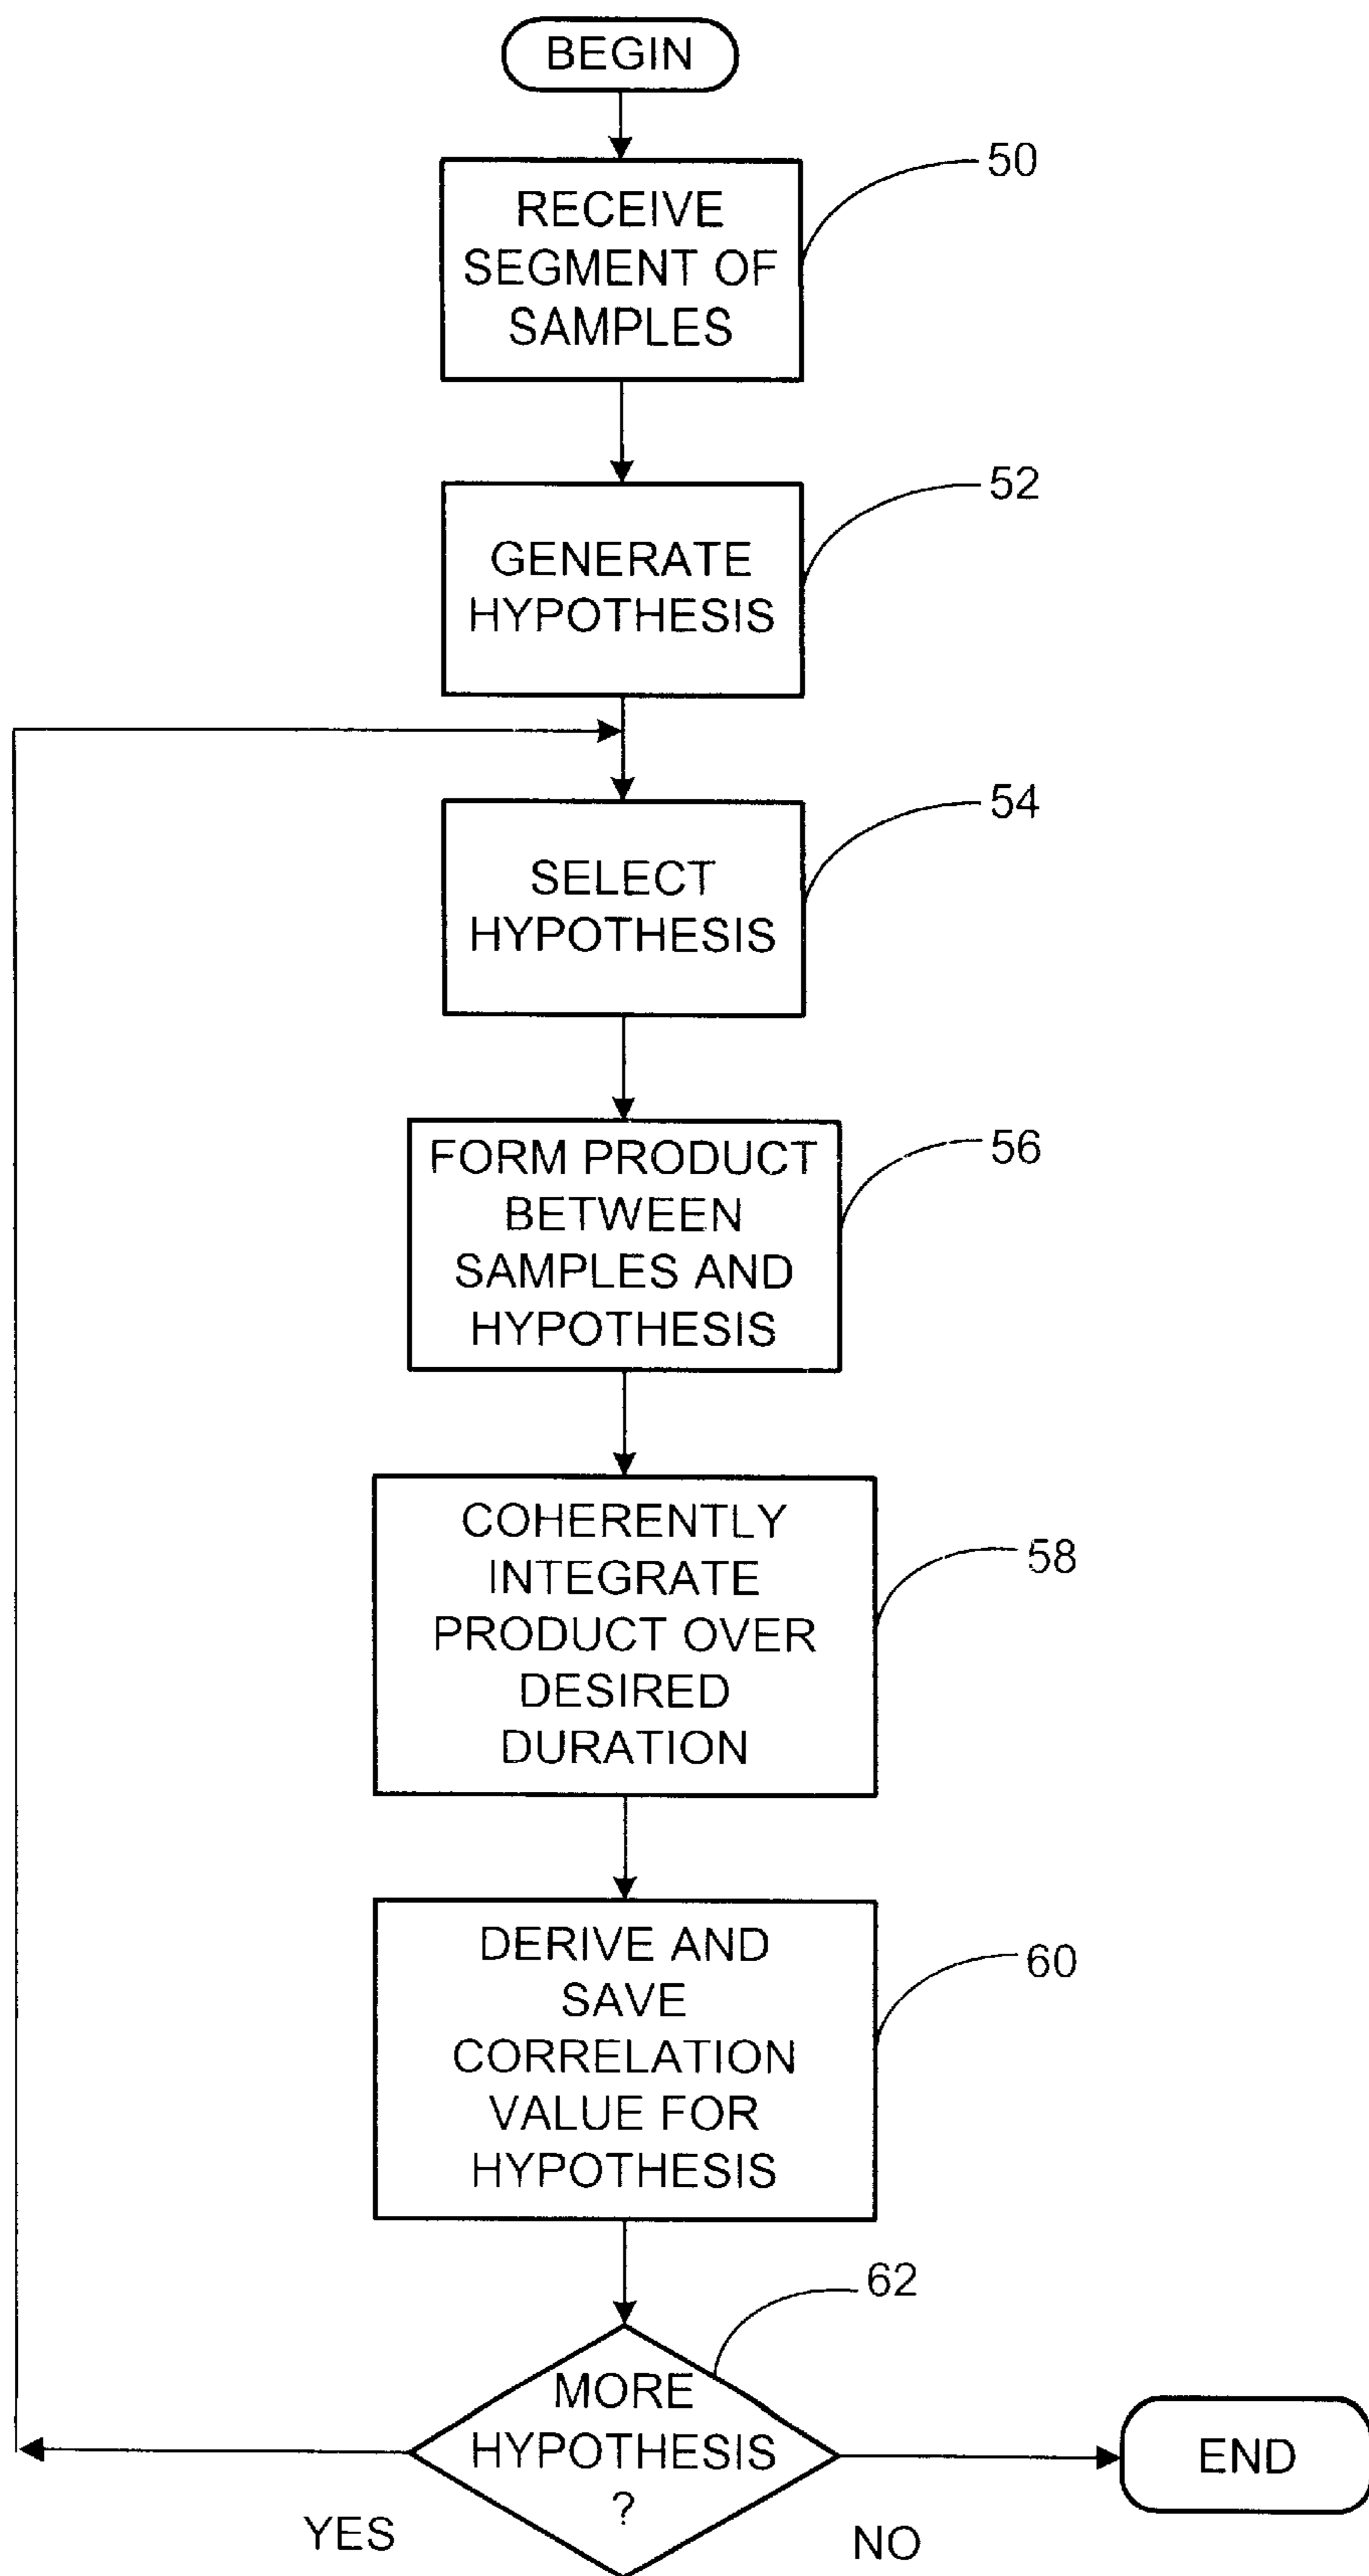 BEGIN
50
RECEIVE
SEGMENT OF
SAMPLES
52
GENERATE
HYPOTHESIS
54
SELECT
HYPOTHESIS
56
FORM PRODUCT
BETWEEN
SAMPLES AND
HYPOTHESIS
58
COHERENTLY
INTEGRATE
PRODUCT OVER
DESIRED
DURATION
60
DERIVE AND
SAVE
CORRELATION
VALUE FOR
HYPOTHESIS
62
MORE
HYPOTHESIS
?
END
YES
NO